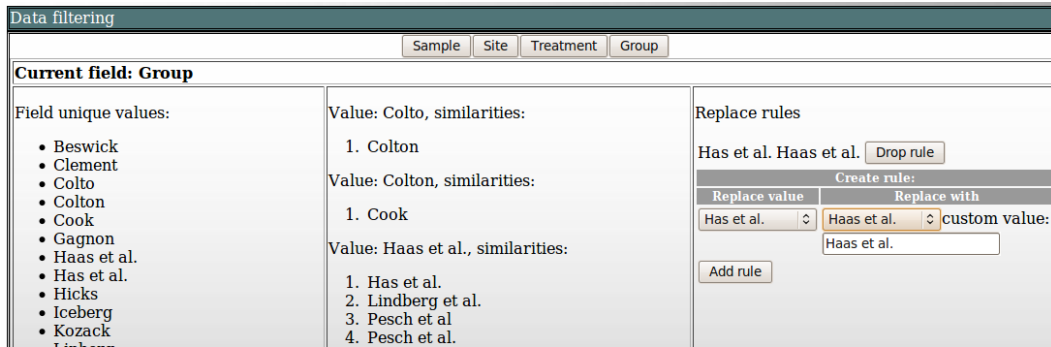 Data filtering
Sample Site Treatment Group
Current field: Group
Field unique values:
• Beswick
• Clement
• Colto
• Colton
• Cook
• Gagnon
• Haas et al.
• Has et al.
• Hicks
• Iceberg
• Kozack
Value: Colto, similarities:
1. Colton
Value: Colton, similarities:
1. Cook
Value: Haas et al., similarities:
1. Has et al.
2. Lindberg et al.
3. Pesch et al
4. Pesch et al.
Replace rules
Has et al. Haas et al. Drop rule
Create rule:
Replace value Replace with
Has et al. Haas et al. custom value:
Haas et al.
Add rule